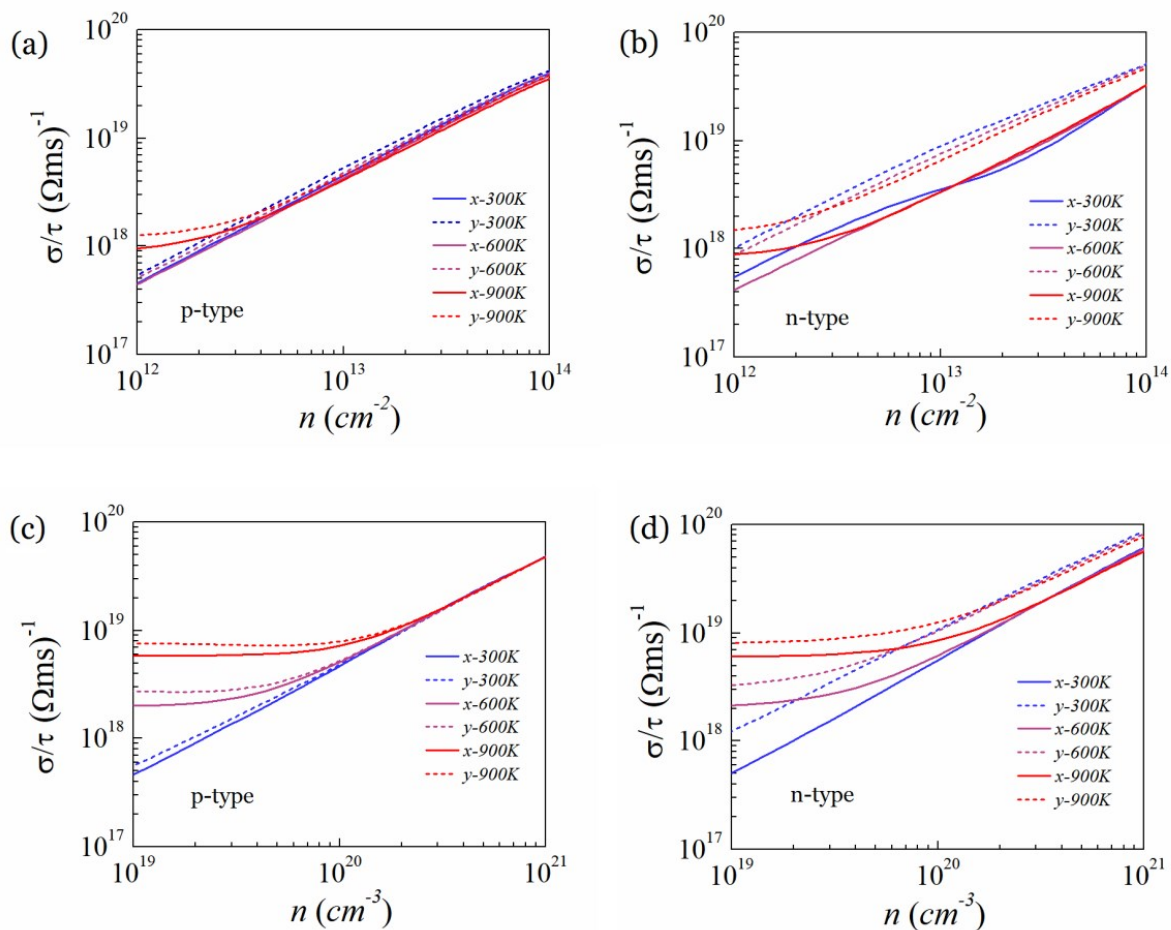 (a)
10^20
10^19
10^18
10^17
σ/τ (Ωms)^-1
x-300K
y-300K
x-600K
y-600K
x-900K
y-900K
p-type
10^12
10^13
10^14
n (cm^-2)
(b)
10^20
10^19
10^18
10^17
σ/τ (Ωms)^-1
x-300K
y-300K
x-600K
y-600K
x-900K
y-900K
n-type
10^12
10^13
10^14
n (cm^-2)
(c)
10^20
10^19
10^18
10^17
σ/τ (Ωms)^-1
x-300K
y-300K
x-600K
y-600K
x-900K
y-900K
p-type
10^19
10^20
10^21
n (cm^-3)
(d)
10^20
10^19
10^18
10^17
σ/τ (Ωms)^-1
x-300K
y-300K
x-600K
y-600K
x-900K
y-900K
n-type
10^19
10^20
10^21
n (cm^-3)